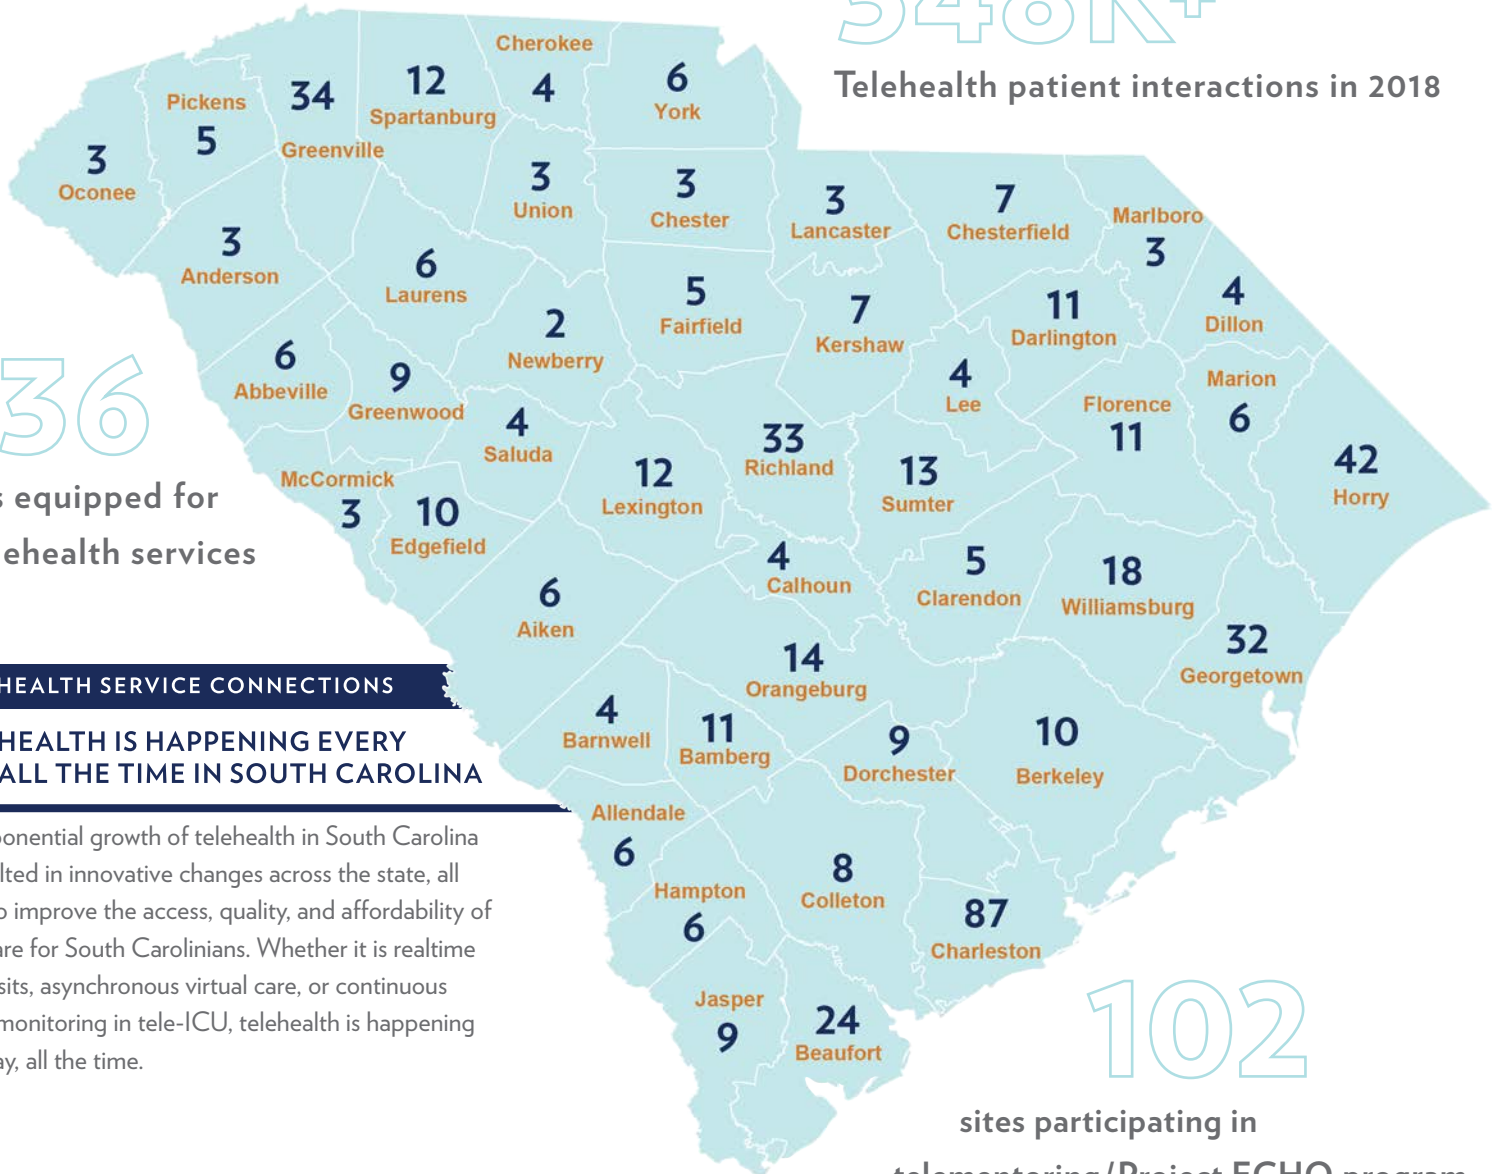 348K+
Telehealth patient interactions in 2018
Cherokee
4
6
York
12
Spartanburg
34
Greenville
Pickens
5
3
Oconee
3
Union
3
Chester
3
Lancaster
7
Chesterfield
Marlboro
3
3
Anderson
6
Laurens
5
Fairfield
7
Kershaw
11
Darlington
4
Dillon
2
Newberry
6
Abbeville
9
Greenwood
4
Lee
Florence
11
Marion
6
4
Saluda
33
Richland
12
Lexington
13
Sumter
42
Horry
McCormick
3
10
Edgefield
4
Calhoun
5
Clarendon
18
Williamsburg
6
Aiken
14
Orangeburg
32
Georgetown
4
Barnwell
11
Bamberg
9
Dorchester
10
Berkeley
Allendale
6
Hampton
6
8
Colleton
87
Charleston
Jasper
9
24
Beaufort
36
equipped for
health services
HEALTH SERVICE CONNECTIONS
HEALTH IS HAPPENING EVERY
ALL THE TIME IN SOUTH CAROLINA
growth of telehealth in South Carolina
in innovative changes across the state, all
improve the access, quality, and affordability of
for South Carolinians. Whether it is realtime
asynchronous virtual care, or continuous
monitoring in tele-ICU, telehealth is happening
all the time.
102
sites participating in
telementoring/Project ECHO program